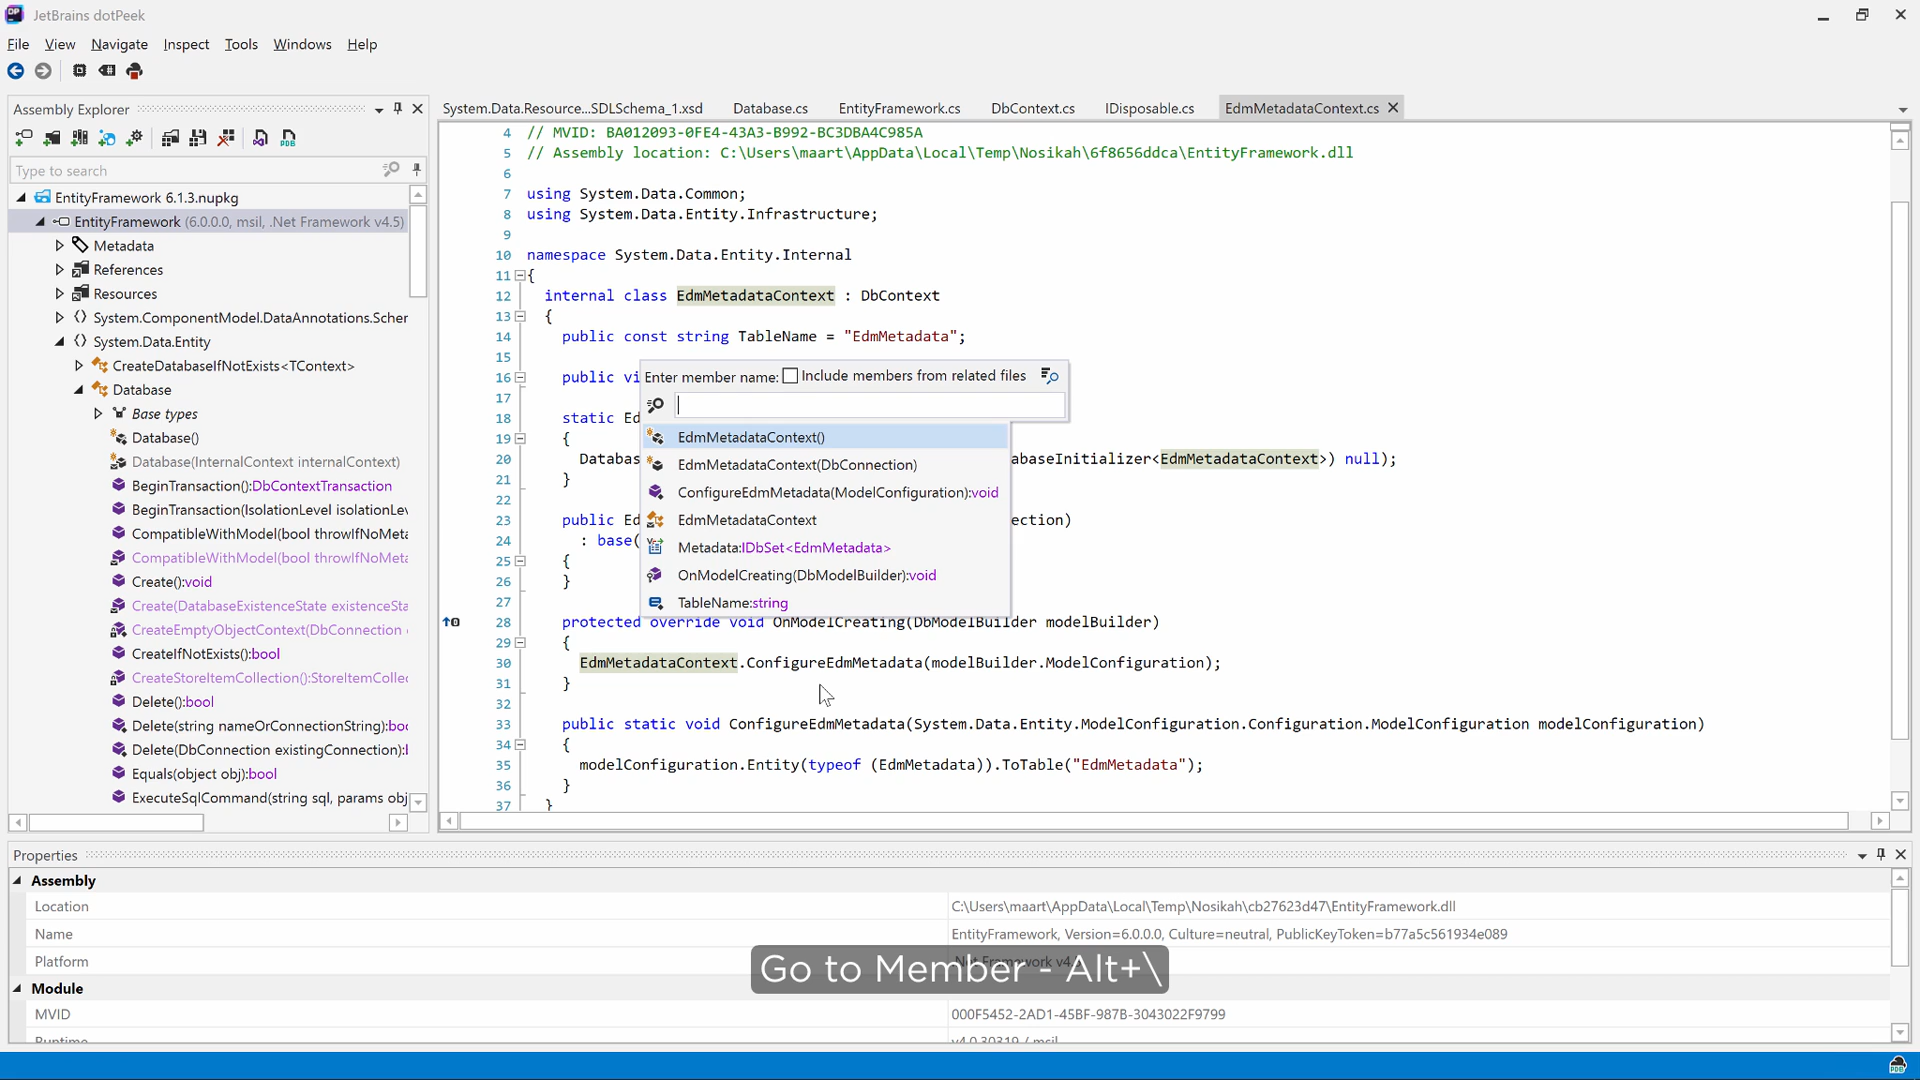 JetBrains dotPeek
File View Navigate Inspect Tools Windows Help
Assembly Explorer
Type to search
EntityFramework 6.1.3.nupkg
EntityFramework (6.0.0.0, msil, .Net Framework v4.5)
Metadata
References
Resources
System.ComponentModel.DataAnnotations.Schem
System.Data.Entity
CreateDatabaseIfNotExists<TContext>
Database
Base types
Database()
Database(InternalContext internalContext)
BeginTransaction():DbContextTransaction
BeginTransaction(IsolationLevel isolationLev
CompatibleWithModel(bool throwIfNoMeta
CompatibleWithModel(bool throwIfNoMeta
Create():void
Create(DatabaseExistenceState existenceSta
CreateEmptyObjectContext(DbConnection c
CreateIfNotExists():bool
CreateStoreItemCollection():StoreItemCollec
Delete():bool
Delete(string nameOrConnectionString):boo
Delete(DbConnection existingConnection):b
Equals(object obj):bool
ExecuteSqlCommand(string sql, params obj
System.Data.Resource...SDLSchema_1.xsd Database.cs EntityFramework.cs DbContext.cs IDisposable.cs EdmMetadataContext.cs
4 // MVID: BA012093-0FE4-43A3-B992-BC3DBA4C985A
5 // Assembly location: C:\Users\maart\AppData\Local\Temp\Nosikah\6f8656ddca\EntityFramework.dll
6
7 using System.Data.Common;
8 using System.Data.Entity.Infrastructure;
9
10 namespace System.Data.Entity.Internal
11 {
12 internal class EdmMetadataContext : DbContext
13 {
14 public const string TableName = "EdmMetadata";
15
16 public vi
17
18 static Ed
19 {
20 Databas abaseInitializer<EdmMetadataContext>) null);
21 }
22
23 public Ed ection)
24 : base(
25 {
26 }
27
28 protected override void OnModelCreating(DbModelBuilder modelBuilder)
29 {
30 EdmMetadataContext.ConfigureEdmMetadata(modelBuilder.ModelConfiguration);
31 }
32
33 public static void ConfigureEdmMetadata(System.Data.Entity.ModelConfiguration.Configuration.ModelConfiguration modelConfiguration)
34 {
35 modelConfiguration.Entity(typeof (EdmMetadata)).ToTable("EdmMetadata");
36 }
37 }
Enter member name: Include members from related files
EdmMetadataContext()
EdmMetadataContext(DbConnection)
ConfigureEdmMetadata(ModelConfiguration):void
EdmMetadataContext
Metadata:IDbSet<EdmMetadata>
OnModelCreating(DbModelBuilder):void
TableName:string
Properties
Assembly
Location C:\Users\maart\AppData\Local\Temp\Nosikah\cb27623d47\EntityFramework.dll
Name EntityFramework, Version=6.0.0.0, Culture=neutral, PublicKeyToken=b77a5c561934e089
Platform .Net Framework v4.5
Go to Member - Alt+\
Module
MVID 000F5452-2AD1-45BF-987B-3043022F9799
Runtime v4.0.30319 / msil